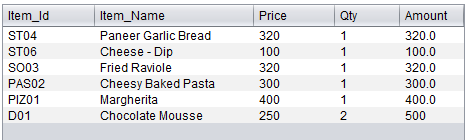 Item_Id Item_Name Price Qty Amount
ST04 Paneer Garlic Bread 320 1 320.0
ST06 Cheese - Dip 100 1 100.0
SO03 Fried Raviole 320 1 320.0
PAS02 Cheesy Baked Pasta 300 1 300.0
PIZ01 Margherita 400 1 400.0
D01 Chocolate Mousse 250 2 500